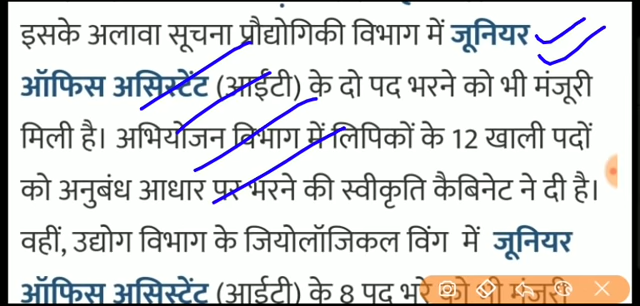 इसके अलावा सूचना प्रौद्योगिकी विभाग में जूनियर
ऑफिस असिस्टेंट (आईटी) के दो पद भरने को भी मंजूरी
मिली है। अभियोजन विभाग में लिपिकों के 12 खाली पदों
को अनुबंध आधार पर भरने की स्वीकृति कैबिनेट ने दी है।
वहीं, उद्योग विभाग के जियोलॉजिकल विंग में जूनियर
ऑफिस असिस्टेंट (आईटी) के 8 पद भरने को भी मंजूरी